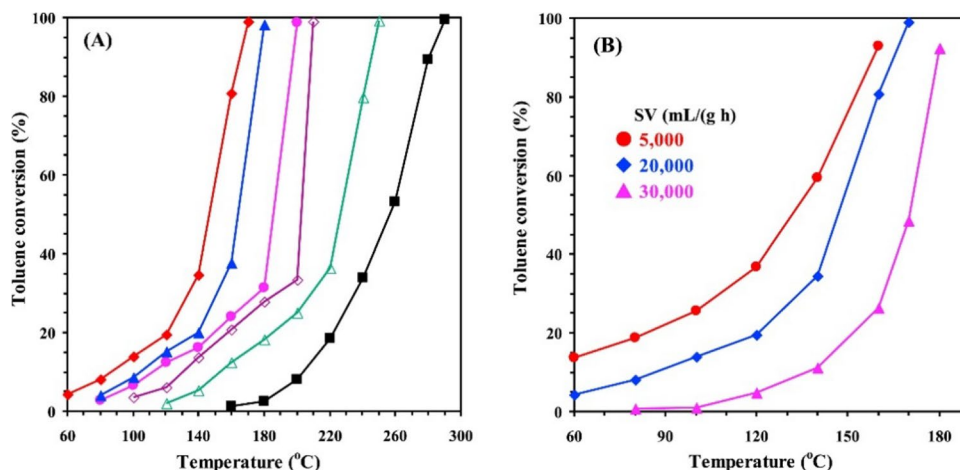 (A)
Toluene conversion (%)
100
80
60
40
20
0
60 100 140 180 220 260 300
Temperature (°C)
(B)
Toluene conversion (%)
SV (mL/(g h)
5,000
20,000
30,000
100
80
60
40
20
0
60 90 120 150 180
Temperature (°C)